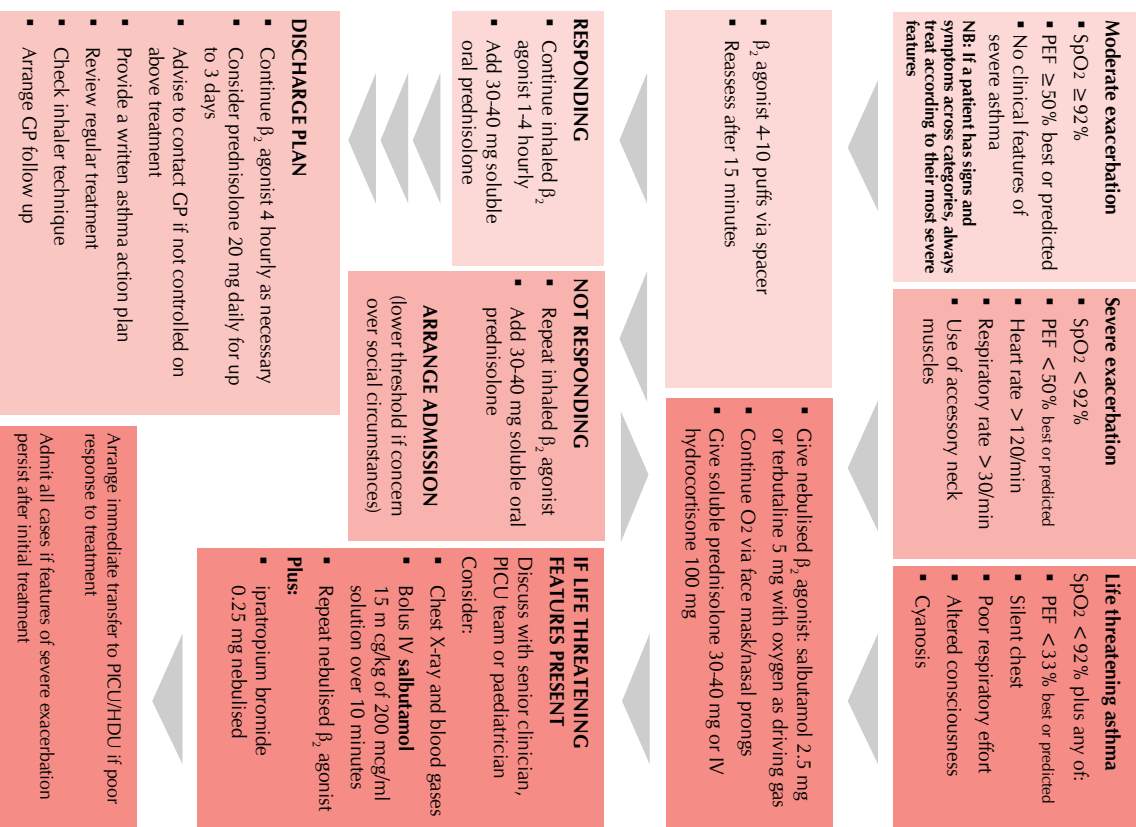 Moderate exacerbation
▪ SpO2 ≥92%
▪ PEF ≥50% best or predicted
▪ No clinical features of
severe asthma
NB: If a patient has signs and
symptoms across categories, always
treat according to their most severe
features
Severe exacerbation
▪ SpO2 <92%
▪ PEF <50% best or predicted
▪ Heart rate >120/min
▪ Respiratory rate >30/min
▪ Use of accessory neck
muscles
Life threatening asthma
SpO2 <92% plus any of:
▪ PEF <33% best or predicted
▪ Silent chest
▪ Poor respiratory effort
▪ Altered consciousness
▪ Cyanosis
▪ β₂ agonist 4-10 puffs via spacer
▪ Reassess after 15 minutes
▪ Give nebulised β₂ agonist: salbutamol 2.5 mg
or terbutaline 5 mg with oxygen as driving gas
▪ Continue O2 via face mask/nasal prongs
▪ Give soluble prednisolone 30-40 mg or IV
hydrocortisone 100 mg
RESPONDING
▪ Continue inhaled β₂
agonist 1-4 hourly
▪ Add 30-40 mg soluble
oral prednisolone
NOT RESPONDING
▪ Repeat inhaled β₂ agonist
▪ Add 30-40 mg soluble oral
prednisolone
ARRANGE ADMISSION
(lower threshold if concern
over social circumstances)
IF LIFE THREATENING
FEATURES PRESENT
Discuss with senior clinician,
PICU team or paediatrician
Consider:
▪ Chest X-ray and blood gases
▪ Bolus IV salbutamol
15 m cg/kg of 200 mcg/ml
solution over 10 minutes
▪ Repeat nebulised β₂ agonist
Plus:
▪ ipratropium bromide
0.25 mg nebulised
DISCHARGE PLAN
▪ Continue β₂ agonist 4 hourly as necessary
▪ Consider prednisolone 20 mg daily for up
to 3 days
▪ Advise to contact GP if not controlled on
above treatment
▪ Provide a written asthma action plan
▪ Review regular treatment
▪ Check inhaler technique
▪ Arrange GP follow up
Arrange immediate transfer to PICU/HDU if poor
response to treatment
Admit all cases if features of severe exacerbation
persist after initial treatment